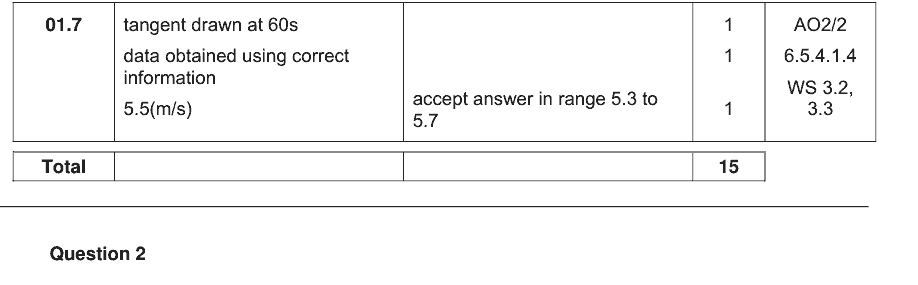 01.7 tangent drawn at 60s 1 AO2/2
data obtained using correct 1 6.5.4.1.4
information
WS 3.2,
5.5(m/s) accept answer in range 5.3 to 1 3.3
5.7
Total 15
Question 2